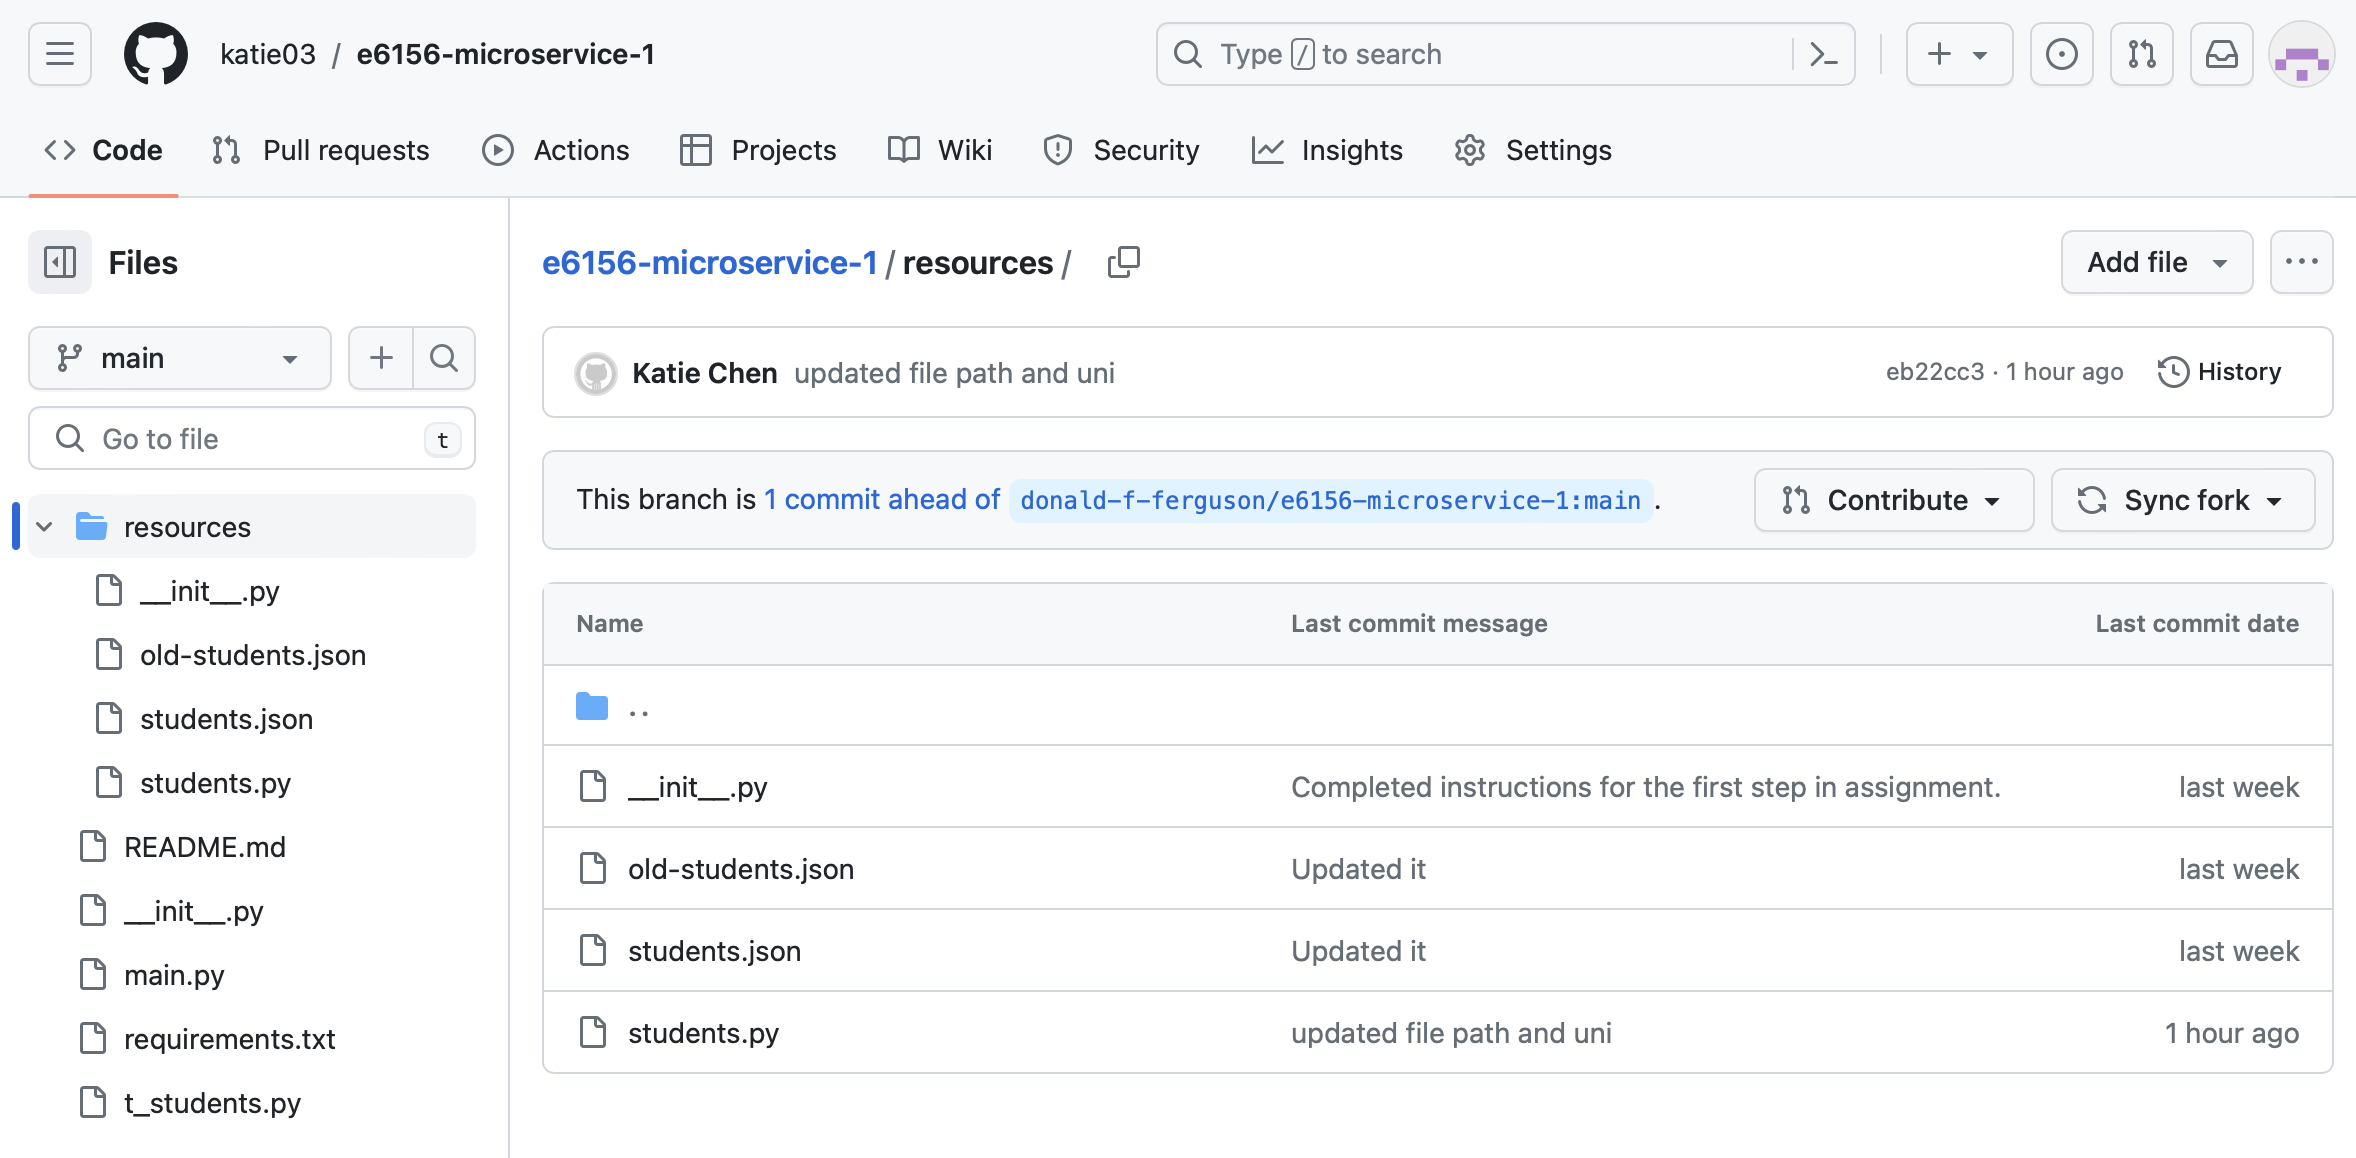 katie03 / e6156-microservice-1
Type / to search
Code
Pull requests
Actions
Projects
Wiki
Security
Insights
Settings
Files
main
Go to file
t
resources
__init__.py
old-students.json
students.json
students.py
README.md
__init__.py
main.py
requirements.txt
t_students.py
e6156-microservice-1 / resources /
Add file
Katie Chen updated file path and uni
eb22cc3 · 1 hour ago
History
This branch is 1 commit ahead of donald-f-ferguson/e6156-microservice-1:main .
Contribute
Sync fork
Name Last commit message Last commit date
..
__init__.py Completed instructions for the first step in assignment. last week
old-students.json Updated it last week
students.json Updated it last week
students.py updated file path and uni 1 hour ago